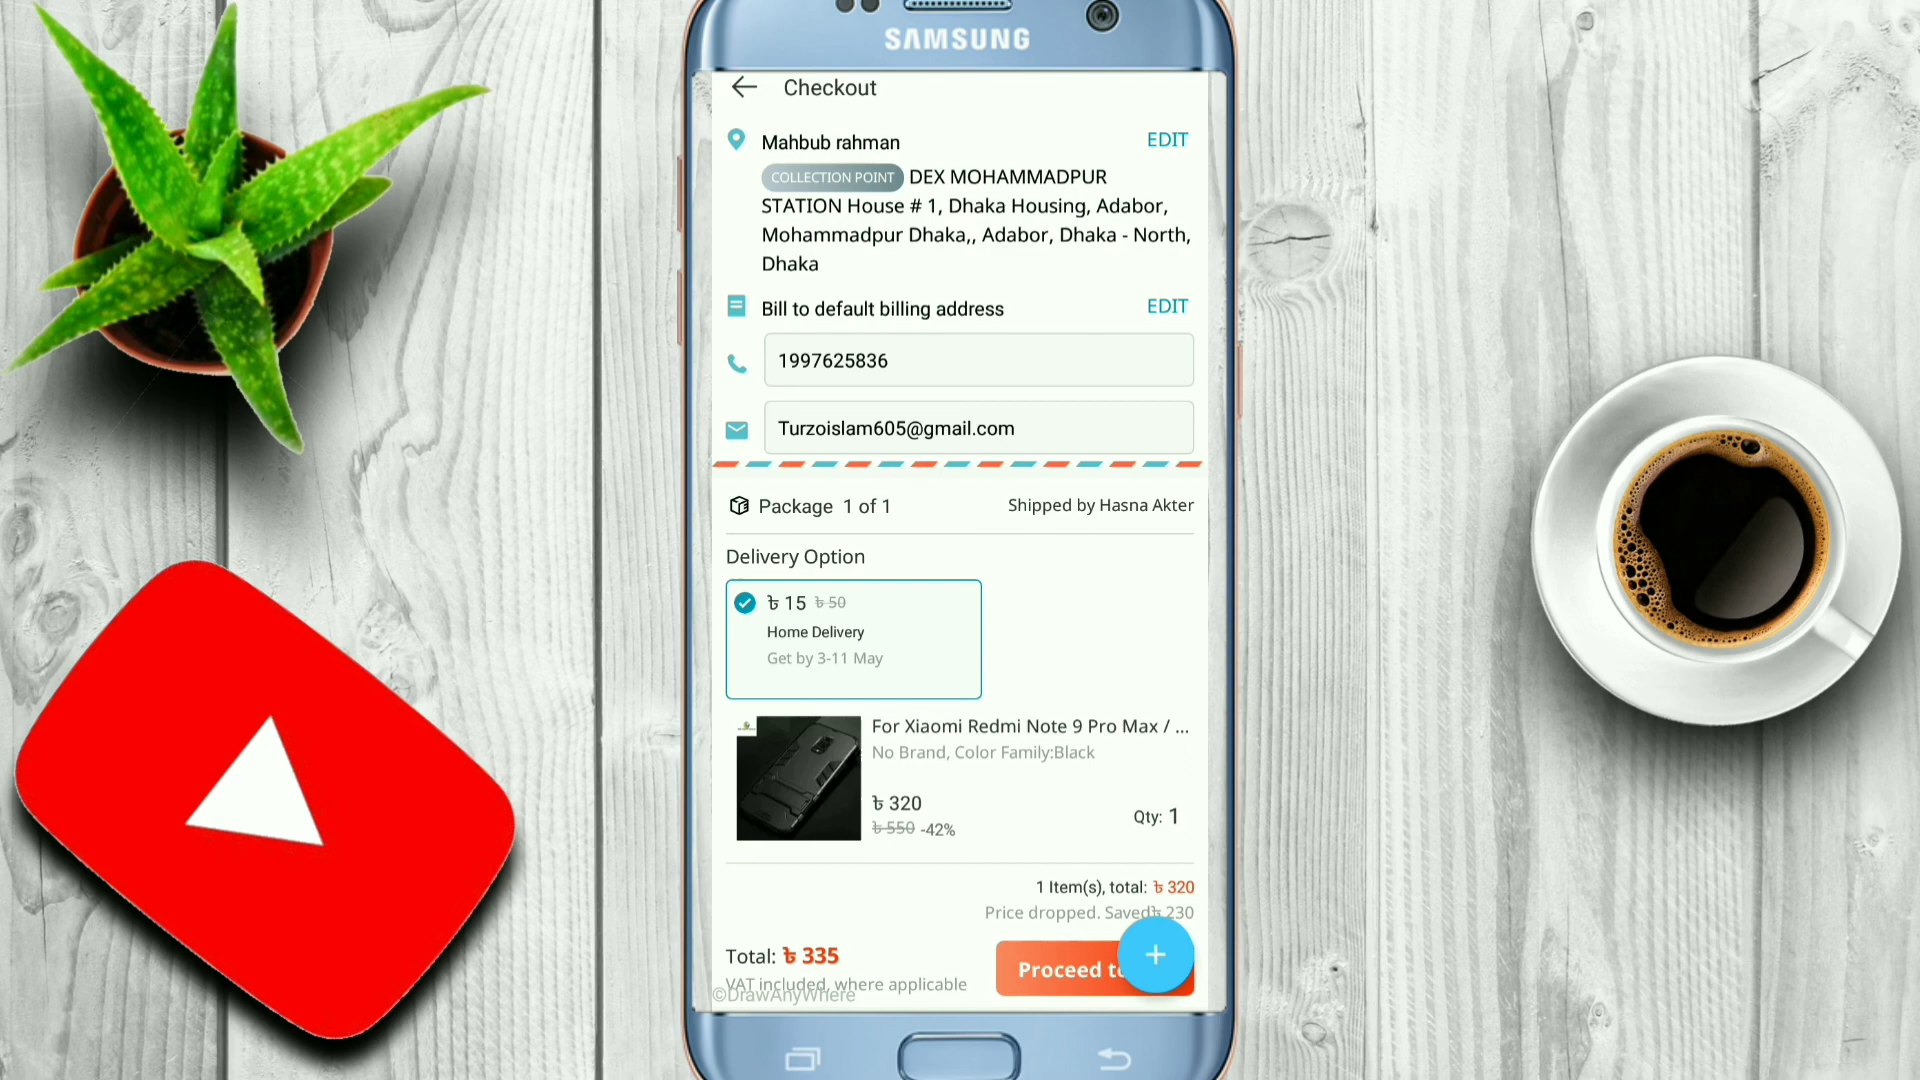 SAMSUNG
Checkout
Mahbub rahman
EDIT
COLLECTION POINT DEX MOHAMMADPUR
STATION House # 1, Dhaka Housing, Adabor,
Mohammadpur Dhaka,, Adabor, Dhaka - North,
Dhaka
Bill to default billing address
EDIT
1997625836
Turzoislam605@gmail.com
Package 1 of 1
Shipped by Hasna Akter
Delivery Option
৳ 15 ৳ 50
Home Delivery
Get by 3-11 May
For Xiaomi Redmi Note 9 Pro Max / ...
No Brand, Color Family:Black
৳ 320
৳ 550 -42%
Qty: 1
1 Item(s), total: ৳ 320
Price dropped. Saved৳ 230
Total: ৳ 335
VAT included, where applicable
Proceed
©DrawAnyWhere